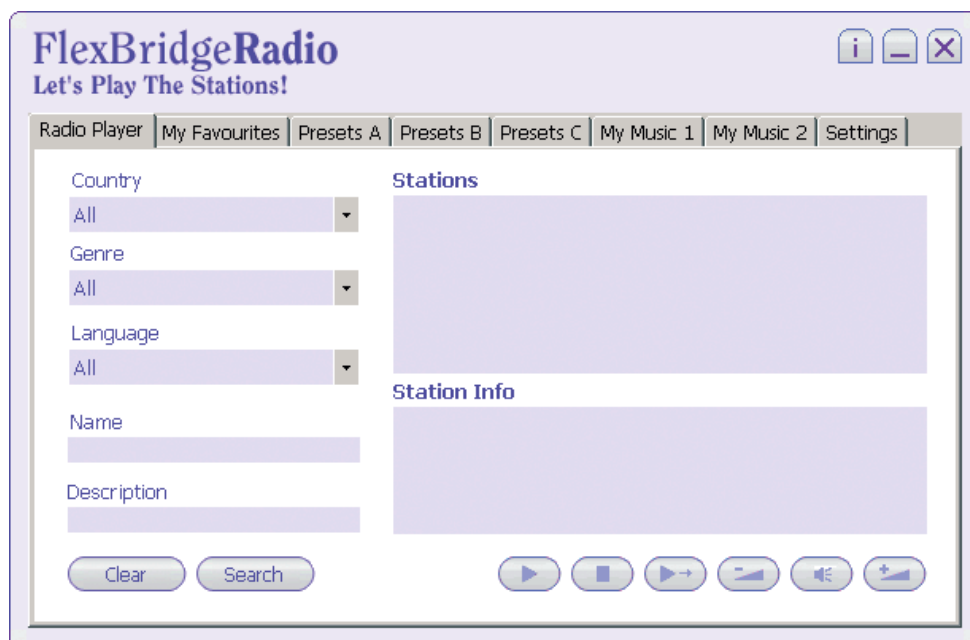 FlexBridgeRadio
Let's Play The Stations!
i
Radio Player My Favourites Presets A Presets B Presets C My Music 1 My Music 2 Settings
Country
All
Genre
All
Language
All
Name
Description
Clear Search
Stations
Station Info